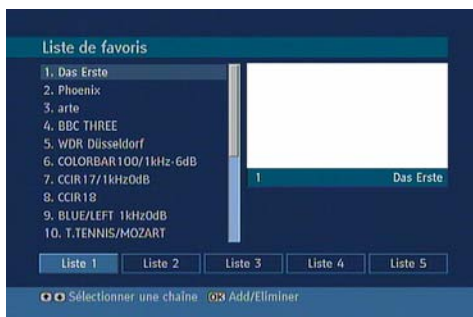 Liste de favoris
1. Das Erste
2. Phoenix
3. arte
4. BBC THREE
5. WDR Düsseldorf
6. COLORBAR100/1kHz-6dB
7. CCIR17/1kHz0dB
8. CCIR18
9. BLUE/LEFT 1kHz0dB
10. T.TENNIS/MOZART
1 Das Erste
Liste 1 Liste 2 Liste 3 Liste 4 Liste 5
Sélectionner une chaîne OK Add/Eliminer